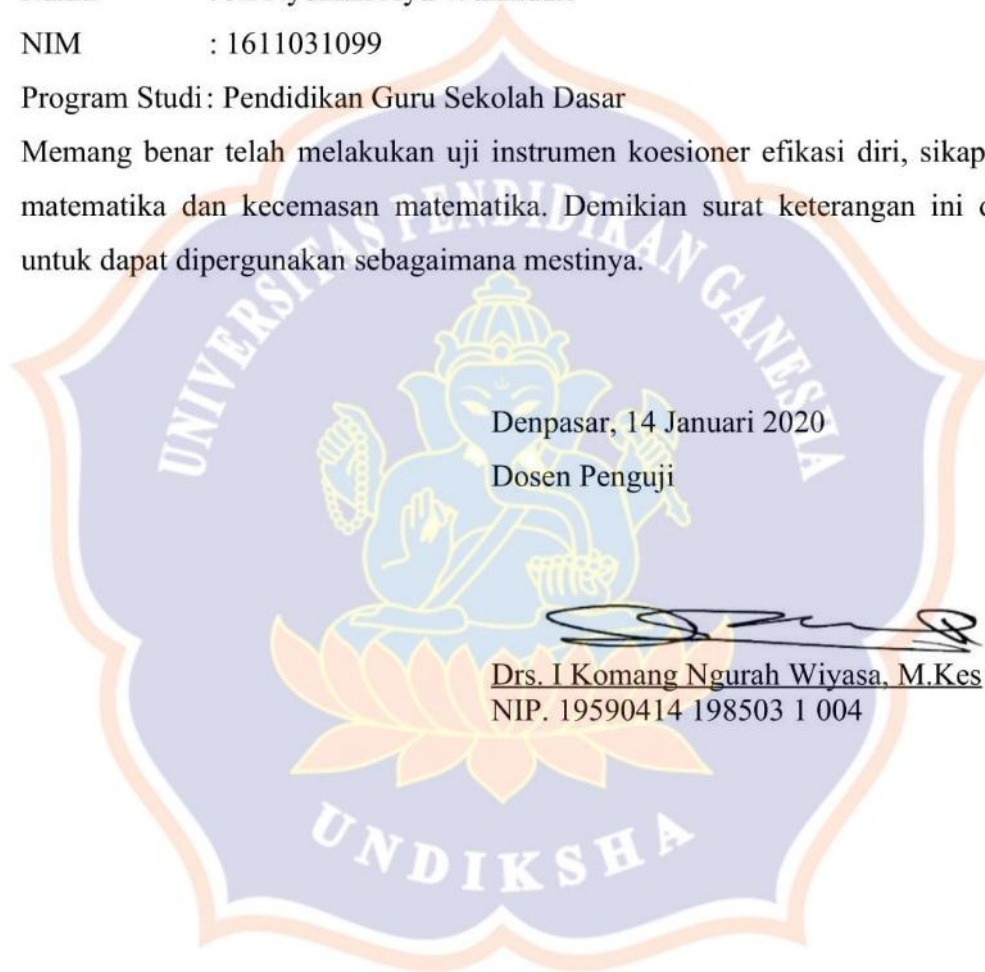 NIM : 1611031099
Program Studi : Pendidikan Guru Sekolah Dasar
Memang benar telah melakukan uji instrumen koesioner efikasi diri, sikap
matematika dan kecemasan matematika. Demikian surat keterangan ini
untuk dapat dipergunakan sebagaimana mestinya.
UNIVERSITAS PENDIDIKAN GANESHA
Denpasar, 14 Januari 2020
Dosen Penguji
Drs. I Komang Ngurah Wiyasa, M.Kes
NIP. 19590414 198503 1 004
UNDIKSHA